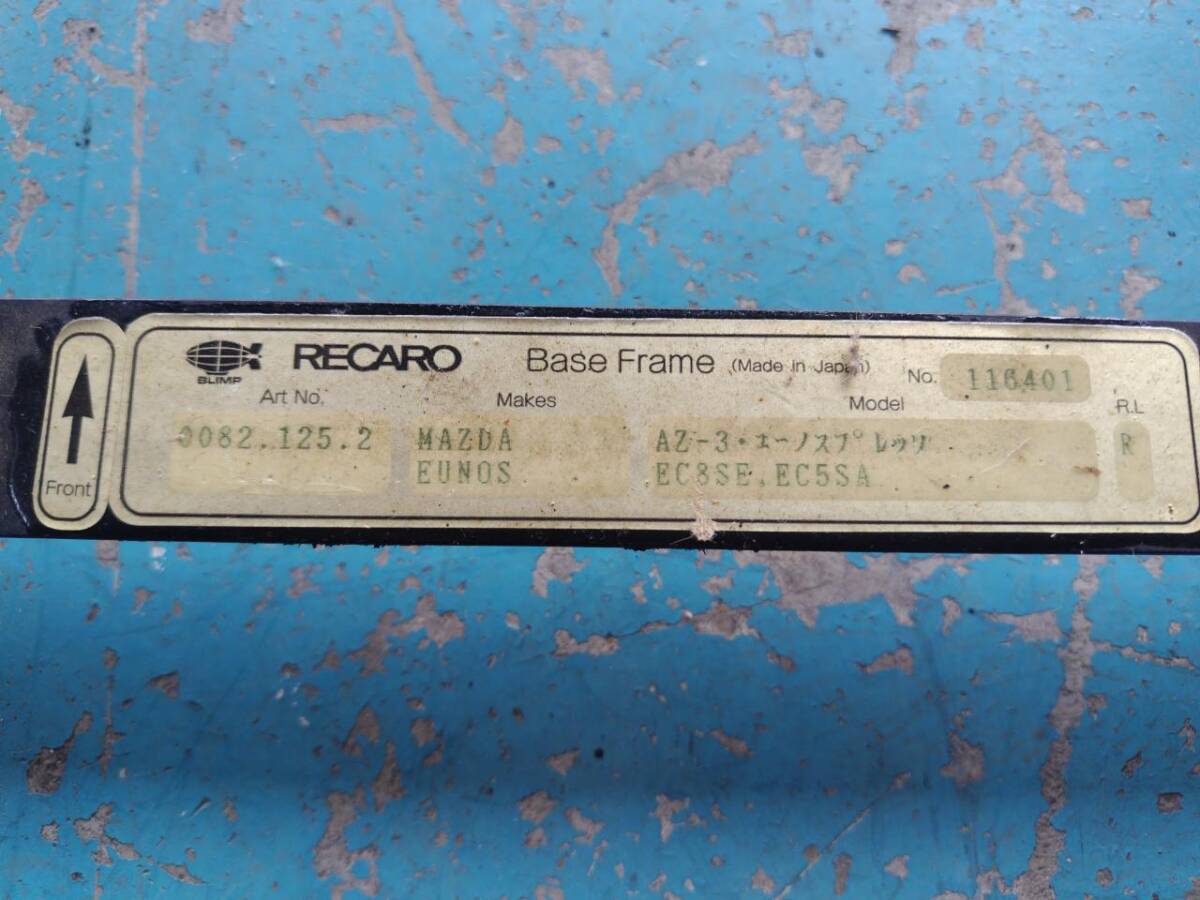 BLIMP RECARO Base Frame (Made in Japan) No. 116401
Art No. Makes Model R.L
0082.125.2 MAZDA AZ-3・ユーノスプレッソ R
EUNOS EC8SE,EC5SA
Front